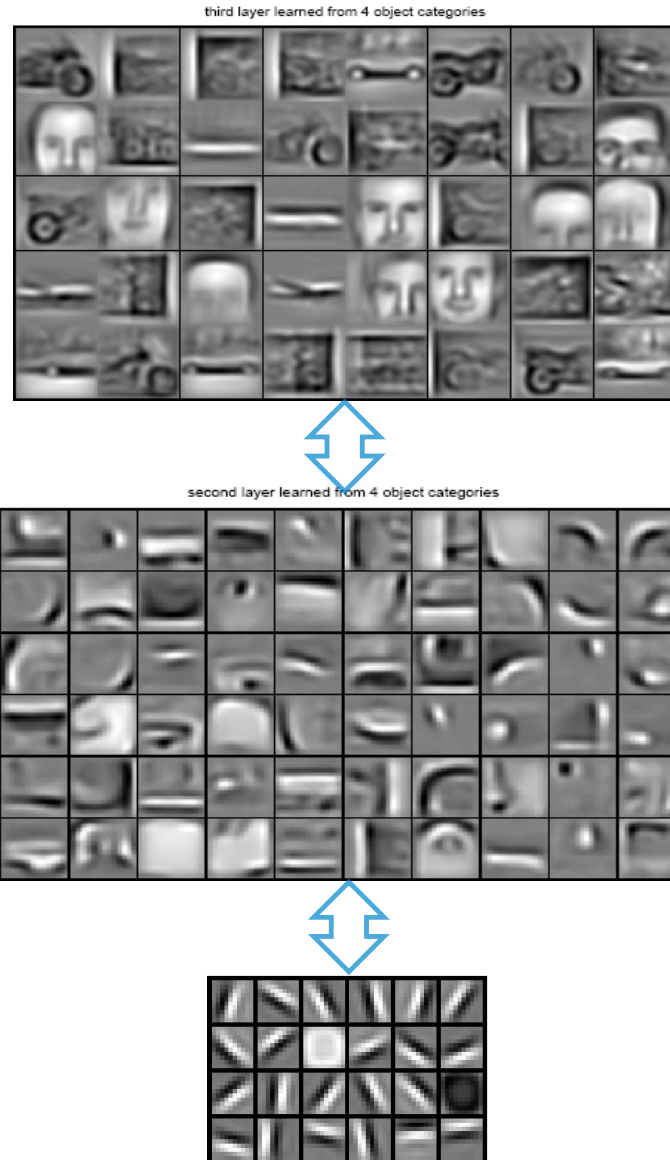 third layer learned from 4 object categories
second layer learned from 4 object categories